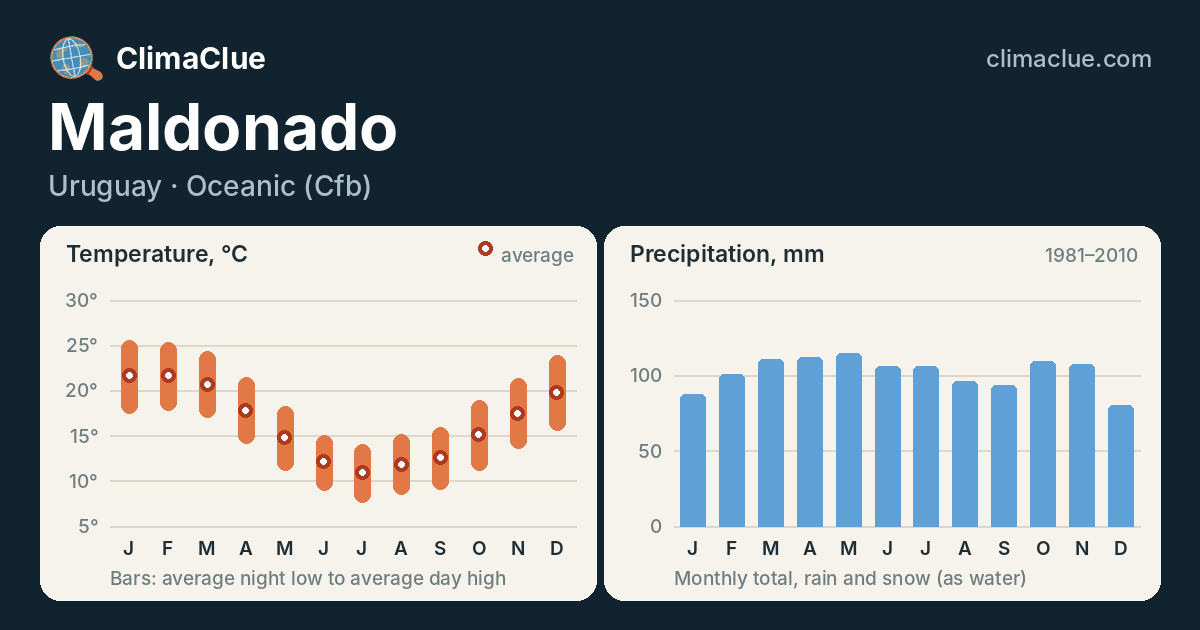 ClimaClue
climaclue.com
Maldonado
Uruguay · Oceanic (Cfb)
Temperature, °C
average
30°
25°
20°
15°
10°
5°
J F M A M J J A S O N D
Bars: average night low to average day high
Precipitation, mm
1981–2010
150
100
50
0
J F M A M J J A S O N D
Monthly total, rain and snow (as water)